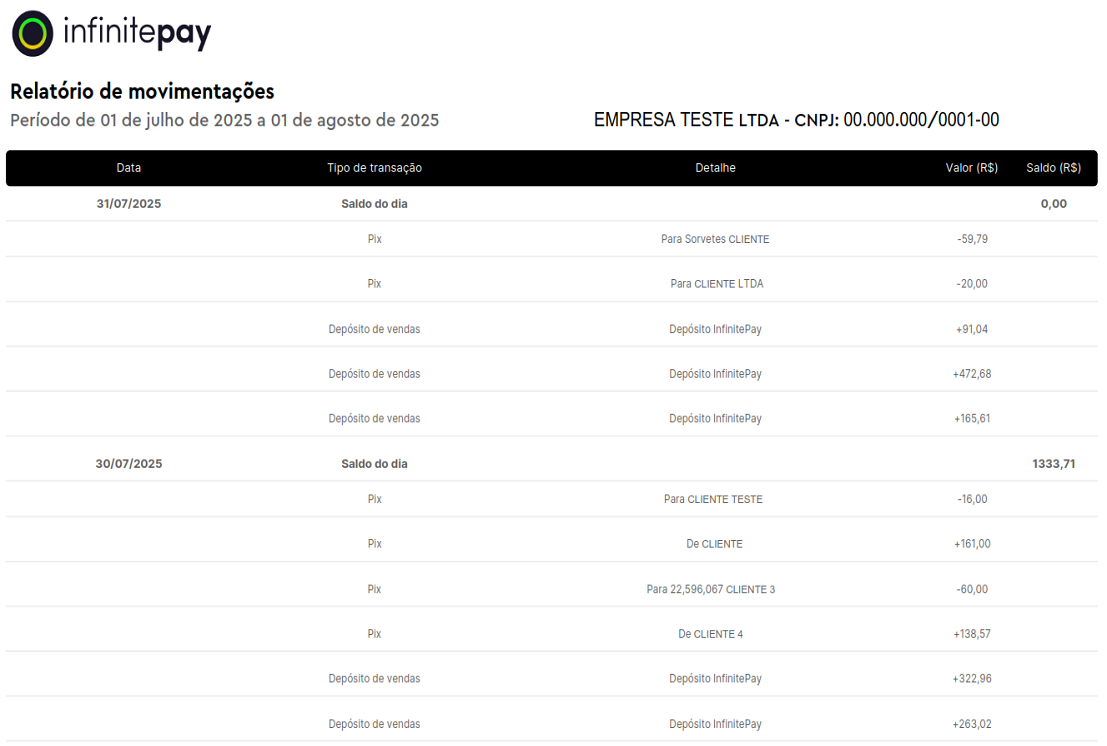 infinitepay
Relatório de movimentações
Período de 01 de julho de 2025 a 01 de agosto de 2025 EMPRESA TESTE LTDA - CNPJ: 00.000.000/0001-00
Data Tipo de transação Detalhe Valor (R$) Saldo (R$)
31/07/2025 Saldo do dia 0,00
Pix Para Sorvetes CLIENTE -59,79
Pix Para CLIENTE LTDA -20,00
Depósito de vendas Depósito InfinitePay +91,04
Depósito de vendas Depósito InfinitePay +472,68
Depósito de vendas Depósito InfinitePay +165,61
30/07/2025 Saldo do dia 1333,71
Pix Para CLIENTE TESTE -16,00
Pix De CLIENTE +161,00
Pix Para 22,596,067 CLIENTE 3 -60,00
Pix De CLIENTE 4 +138,57
Depósito de vendas Depósito InfinitePay +322,96
Depósito de vendas Depósito InfinitePay +263,02